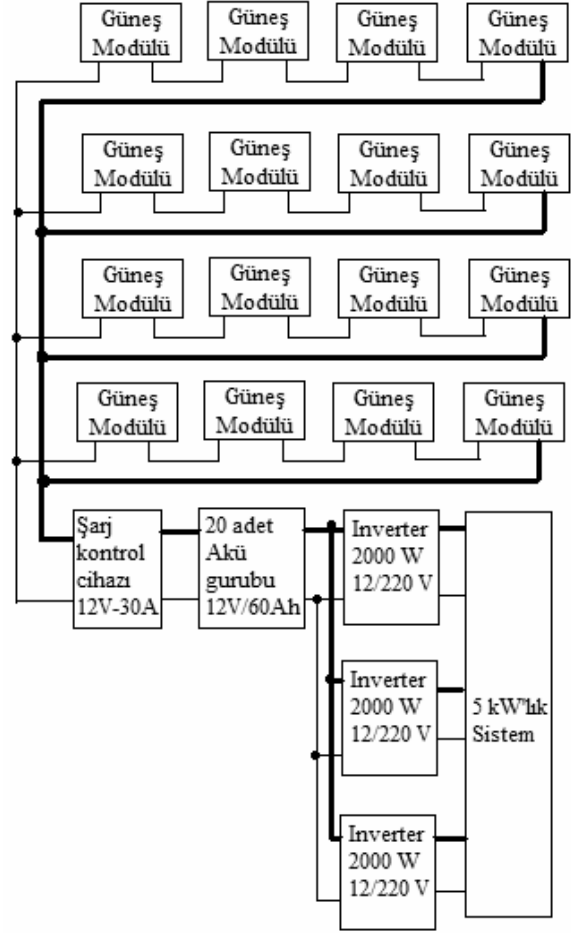 Güneş
Modülü
Güneş
Modülü
Güneş
Modülü
Güneş
Modülü
Güneş
Modülü
Güneş
Modülü
Güneş
Modülü
Güneş
Modülü
Güneş
Modülü
Güneş
Modülü
Güneş
Modülü
Güneş
Modülü
Güneş
Modülü
Güneş
Modülü
Güneş
Modülü
Güneş
Modülü
Şarj
kontrol
cihazı
12V-30A
20 adet
Akü
gurubu
12V/60Ah
Inverter
2000 W
12/220 V
Inverter
2000 W
12/220 V
Inverter
2000 W
12/220 V
5 kW'lık
Sistem